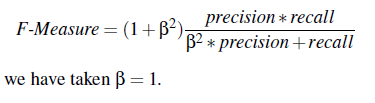 F-Measure = (1+β²) precision∗recall / β²∗precision+recall
we have taken β = 1.